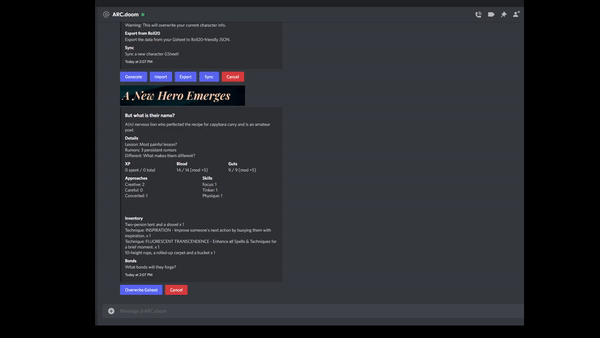 ARC.doom
Warning: This will overwrite your current character info.
Export from Roll20
Export the data from your Gsheet to Roll20-friendly JSON.
Sync
Sync a new character GSheet!
Today at 2:07 PM
Generate Import Export Sync Cancel
A New Hero Emerges
But what is their name?
A(n) nervous lion who perfected the recipe for capybara curry and is an amateur
poet.
Details
Lesson: Most painful lesson?
Rumors: 3 persistent rumors
Different: What makes them different?
XP Blood Guts
0 spent / 0 total 14 / 14 [mod +5] 9 / 9 [mod +5]
Approaches Skills
Creative: 2 Focus: 1
Careful: 0 Tinker: 1
Concerted: 1 Physique: 1
Inventory
Two-person tent and a shovel x 1
Technique: INSPIRATION - Improve someone's next action by buoying them with
inspiration. x 1
Technique: FLUORESCENT TRANSCENDENCE - Enhance all Spells & Techniques for
a brief moment. x 1
10-height rope, a rolled-up carpet and a bucket x 1
Bonds
What bonds will they forge?
Today at 2:07 PM
Overwrite Gsheet Cancel
Message @ARC.doom